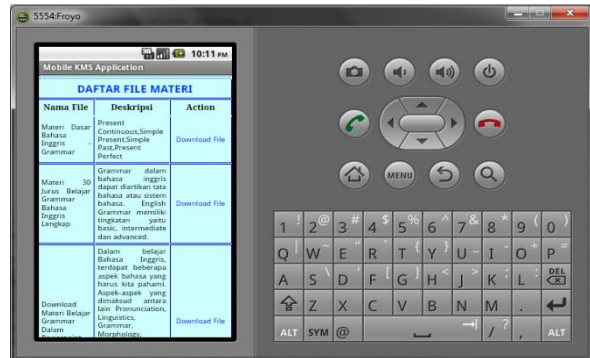 5554:Froyo
10:11 PM
Mobile KMS Application
DAFTAR FILE MATERI
Nama File Deskripsi Action
Materi Dasar
Bahasa
Inggris -
Grammar
Present
Continuous,Simple
Present,Simple
Past,Present
Perfect
Download File
Materi 30
Jurus Belajar
Grammar
Bahasa
Inggris
Lengkap
Grammar dalam
bahasa inggris
dapat diartikan tata
bahasa atau sistem
bahasa. English
Grammar memiliki
tingkatan yaitu
basic, intermediate
dan advanced.
Download File
Download
Materi Belajar
Grammar
Dalam
Dalam belajar
Bahasa Inggris,
terdapat beberapa
aspek bahasa yang
harus kita pahami.
Aspek-aspek yang
dimaksud antara
lain Pronunciation,
Linguistics,
Grammar,
Morphology,
Download File
MENU
1 ! 2 @ 3 # 4 $ 5 % 6 ^ 7 & 8 * 9 ( 0 )
Q | W ~ E " R ` T { Y } U _ I - O + P =
A S \ D ' F [ G ] H < J > K ; L : DEL
Z X C V B N M .
ALT SYM @ / ? , ALT